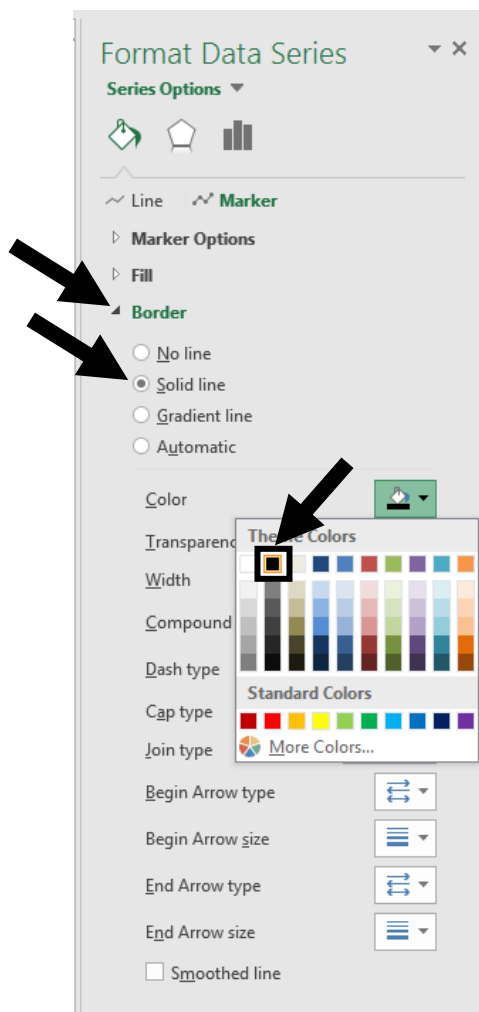 Format Data Series
Series Options
Line Marker
Marker Options
Fill
Border
No line
Solid line
Gradient line
Automatic
Color
Theme Colors
Width
Compound
Dash type
Standard Colors
Cap type
Join type
More Colors...
Begin Arrow type
Begin Arrow size
End Arrow type
End Arrow size
Smoothed line